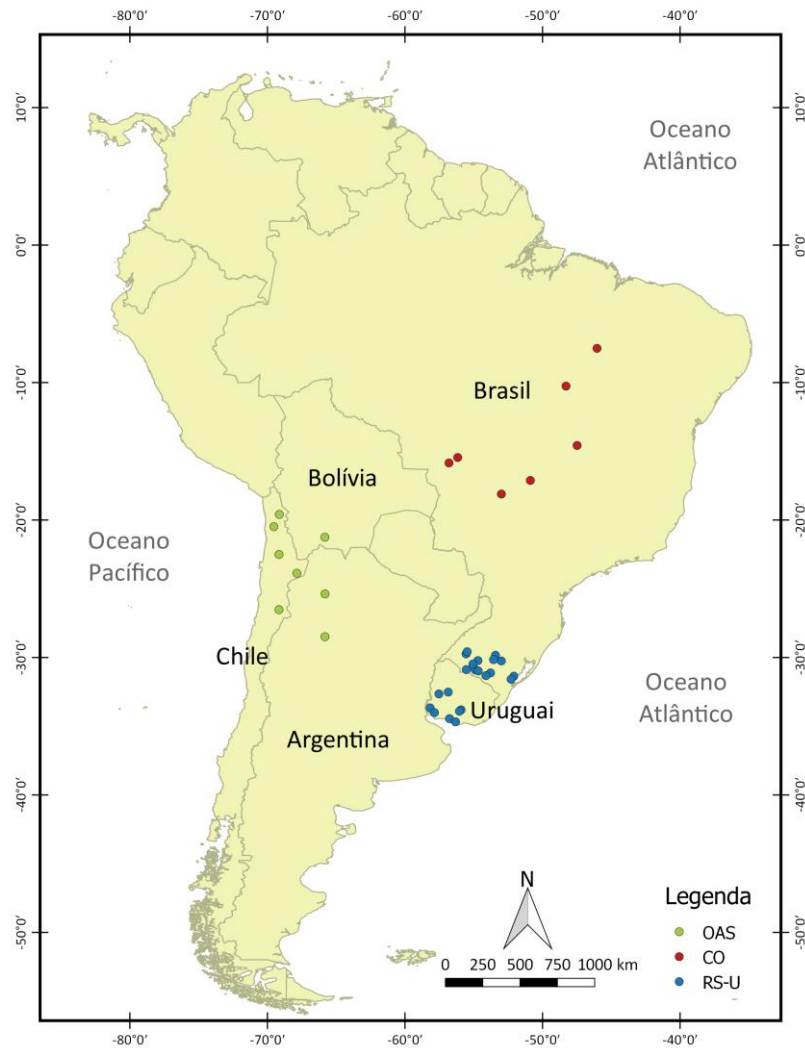 -80°0' -70°0' -60°0' -50°0' -40°0'
10°0' 10°0'
Oceano
Atlântico
0°0' 0°0'
-10°0' -10°0'
Brasil
Bolívia
-20°0' -20°0'
Oceano
Pacífico
Chile
-30°0' -30°0'
Oceano
Atlântico
Uruguai
Argentina
-40°0' -40°0'
N
Legenda
OAS
CO
RS-U
0 250 500 750 1000 km
-50°0' -50°0'
-80°0' -70°0' -60°0' -50°0' -40°0'